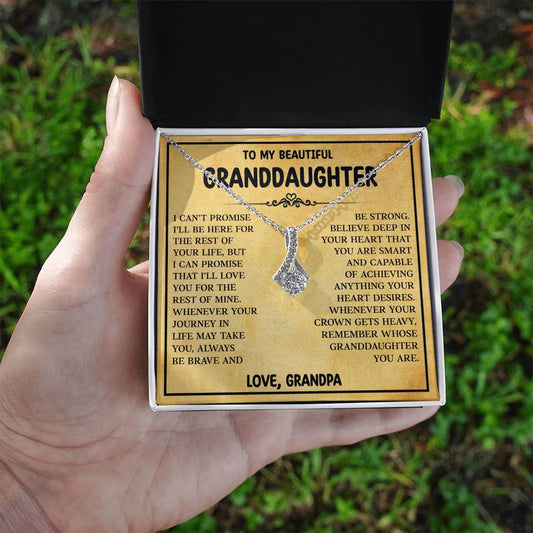 TO MY BEAUTIFUL
GRANDDAUGHTER
I CAN'T PROMISE
I'LL BE HERE FOR
THE REST OF
YOUR LIFE, BUT
I CAN PROMISE
THAT I'LL LOVE
YOU FOR THE
REST OF MINE.
WHENEVER YOUR
JOURNEY IN
LIFE MAY TAKE
YOU, ALWAYS
BE BRAVE AND
BE STRONG.
BELIEVE DEEP IN
YOUR HEART THAT
YOU ARE SMART
AND CAPABLE
OF ACHIEVING
ANYTHING YOUR
HEART DESIRES.
WHENEVER YOUR
CROWN GETS HEAVY,
REMEMBER WHOSE
GRANDDAUGHTER
YOU ARE.
LOVE, GRANDPA